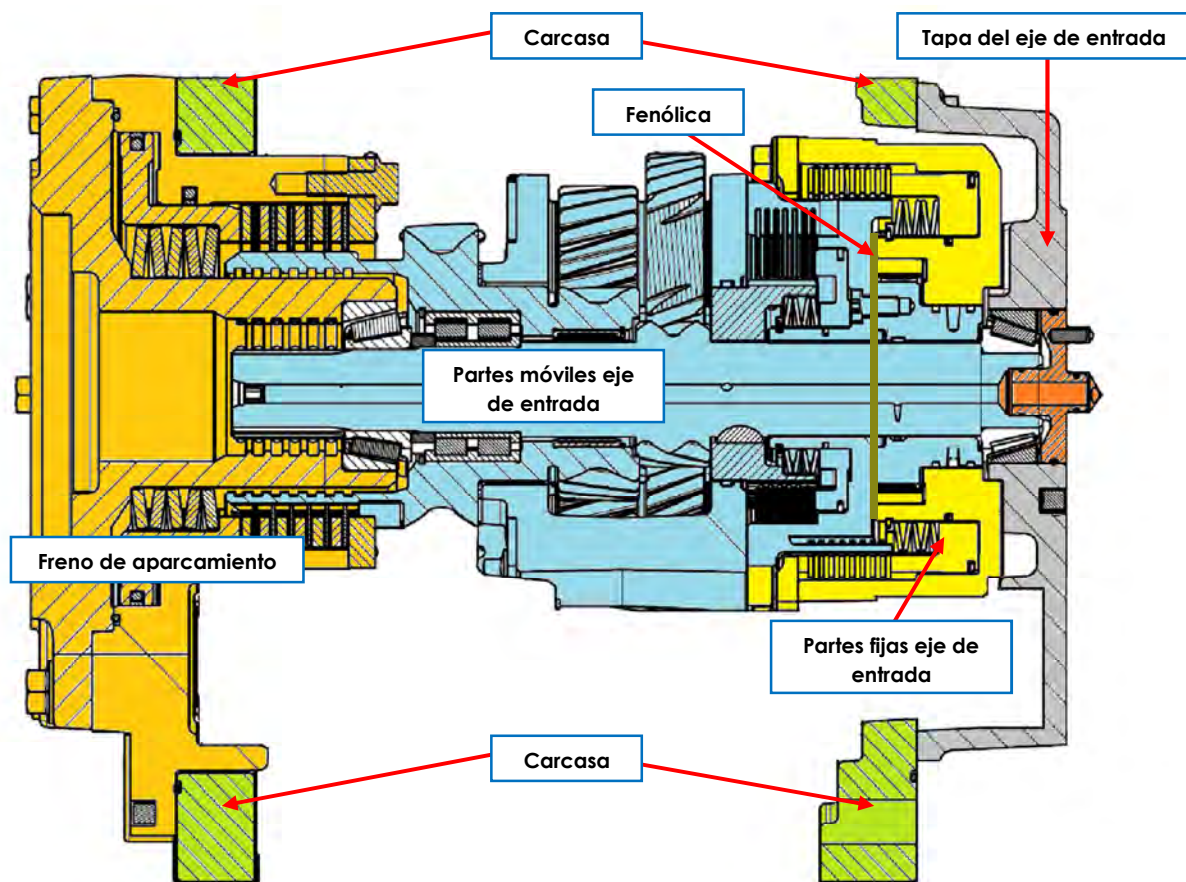 Carcasa
Tapa del eje de entrada
Fenólica
Partes móviles eje
de entrada
Freno de aparcamiento
Partes fijas eje de
entrada
Carcasa